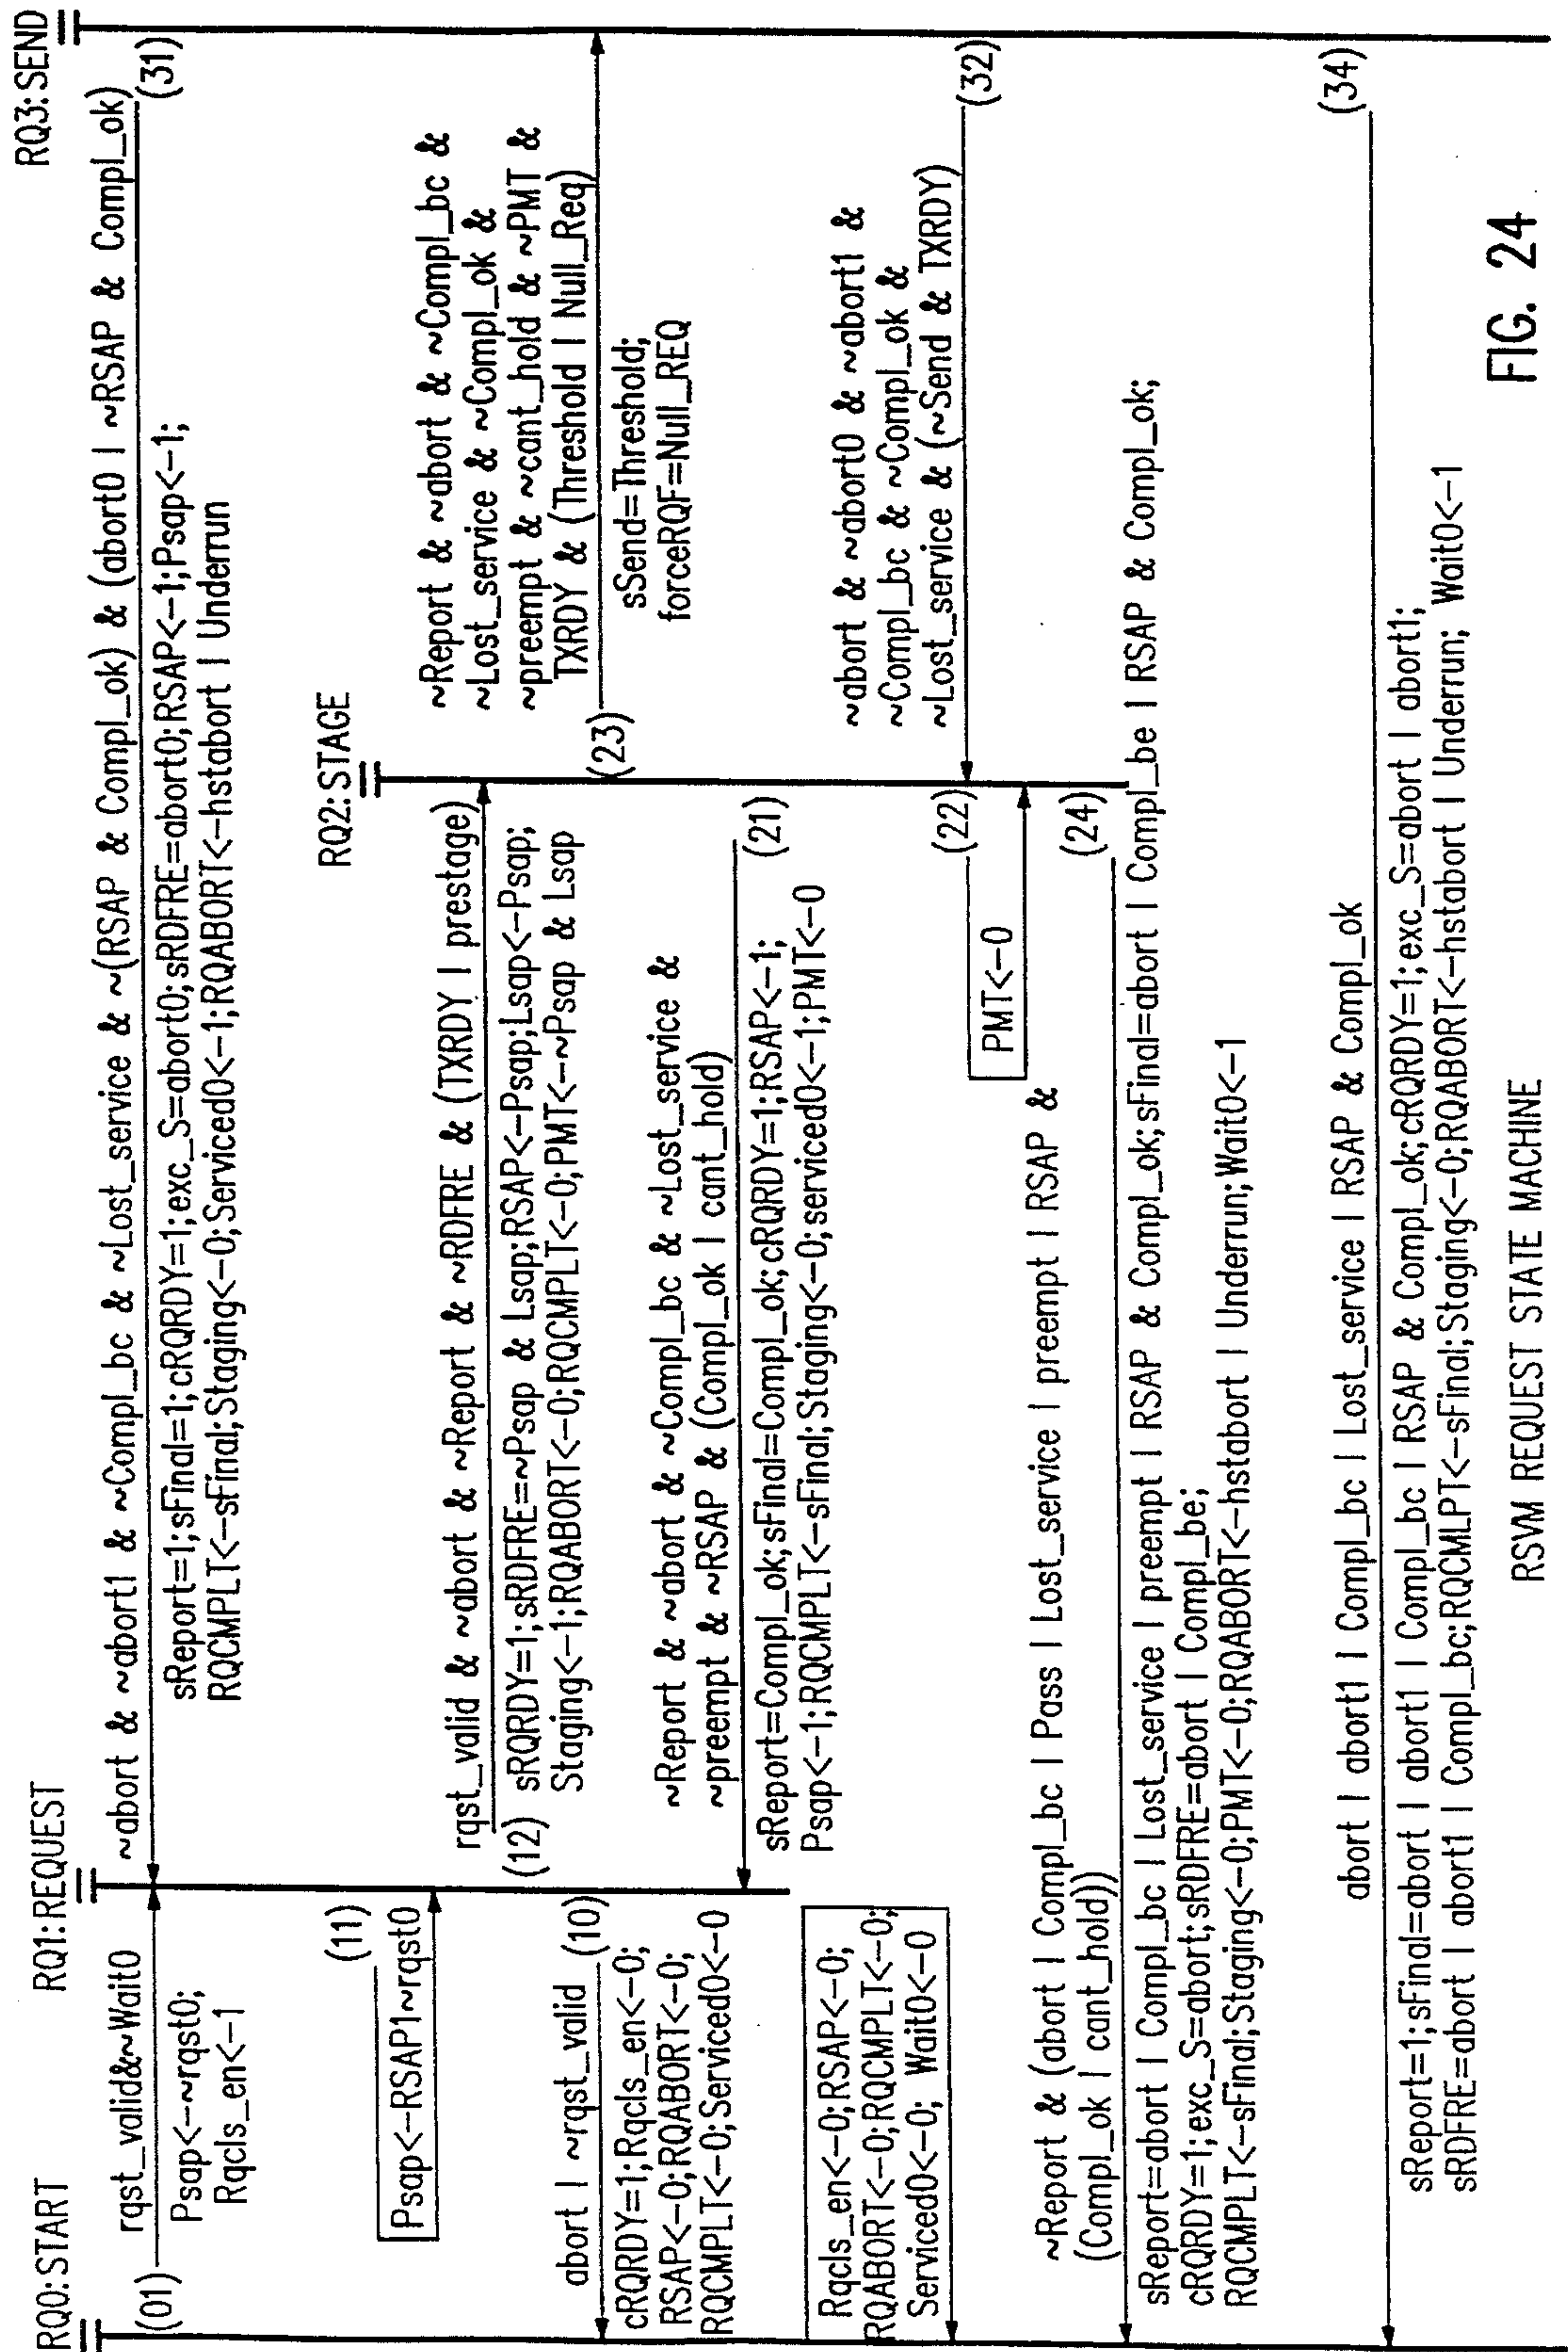 RQ0:START
RQ1:REQUEST
RQ2:STAGE
RQ3:SEND
(01)
rqst_valid&~Wait0
Psap<-~rqst0;
Rqcls_en<-1
~abort & ~abort1 & ~Compl_bc & ~Lost_service & ~(RSAP & Compl_ok) & (abort0 | ~RSAP & Compl_ok)
(31)
sReport=1;sFinal=1;cRQRDY=1;exc_S=abort0;sRDFRE=abort0;RSAP<-1;Psap<-1;
RQCMPLT<-sFinal;Staging<-0;Serviced0<-1;RQABORT<-hstabort | Underrun
(11)
Psap<-RSAP1~rqst0
rqst_valid & ~abort & ~Report & ~RDFRE & (TXRDY | prestage)
(12) sRQRDY=1;sRDFRE=~Psap & Lsap;RSAP<-Psap;Lsap<-Psap;
Staging<-1;RQABORT<-0;RQCMPLT<-0;PMT<-~Psap & Lsap
~Report & ~abort & ~Compl_bc &
~Lost_service & ~Compl_ok &
~preempt & ~cant_hold & ~PMT &
TXRDY & (Threshold | Null_Req)
(23)
sSend=Threshold;
forceRQF=Null_REQ
abort | ~rqst_valid (10)
cRQRDY=1;Rqcls_en<-0;
RSAP<-0;RQABORT<-0;
RQCMPLT<-0;Serviced0<-0
~Report & ~abort & ~Compl_bc & ~Lost_service &
~preempt & ~RSAP & (Compl_ok | cant_hold)
(21)
sReport=Compl_ok;sFinal=Compl_ok;cRQRDY=1;RSAP<-1;
Psap<-1;RQCMPLT<-sFinal;Staging<-0;serviced0<-1;PMT<-0
Rqcls_en<-0;RSAP<-0;
RQABORT<-0;RQCMPLT<-0;
Serviced0<-0; Wait0<-0
~abort & ~abort0 & ~abort1 &
~Compl_bc & ~Compl_ok &
~Lost_service & (~Send & TXRDY)
(32)
(22)
PMT<-0
~Report & (abort | Compl_bc | Pass | Lost_service | preempt | RSAP &
(Compl_ok | cant_hold))
(24)
sReport=abort | Compl_bc | Lost_service | preempt | RSAP & Compl_ok;sFinal=abort | Compl_be | RSAP & Compl_ok;
cRQRDY=1;exc_S=abort;sRDFRE=abort | Compl_be;
RQCMPLT<-sFinal;Staging<-0;PMT<-0;RQABORT<-hstabort | Underrun;Wait0<-1
abort | abort1 | Compl_bc | Lost_service | RSAP & Compl_ok
(34)
sReport=1;sFinal=abort | abort1 | Compl_bc | RSAP & Compl_ok;cRQRDY=1;exc_S=abort | abort1;
sRDFRE=abort | abort1 | Compl_bc;RQCMLPT<-sFinal;Staging<-0;RQABORT<-hstabort | Underrun; Wait0<-1
RSVM REQUEST STATE MACHINE
FIG. 24